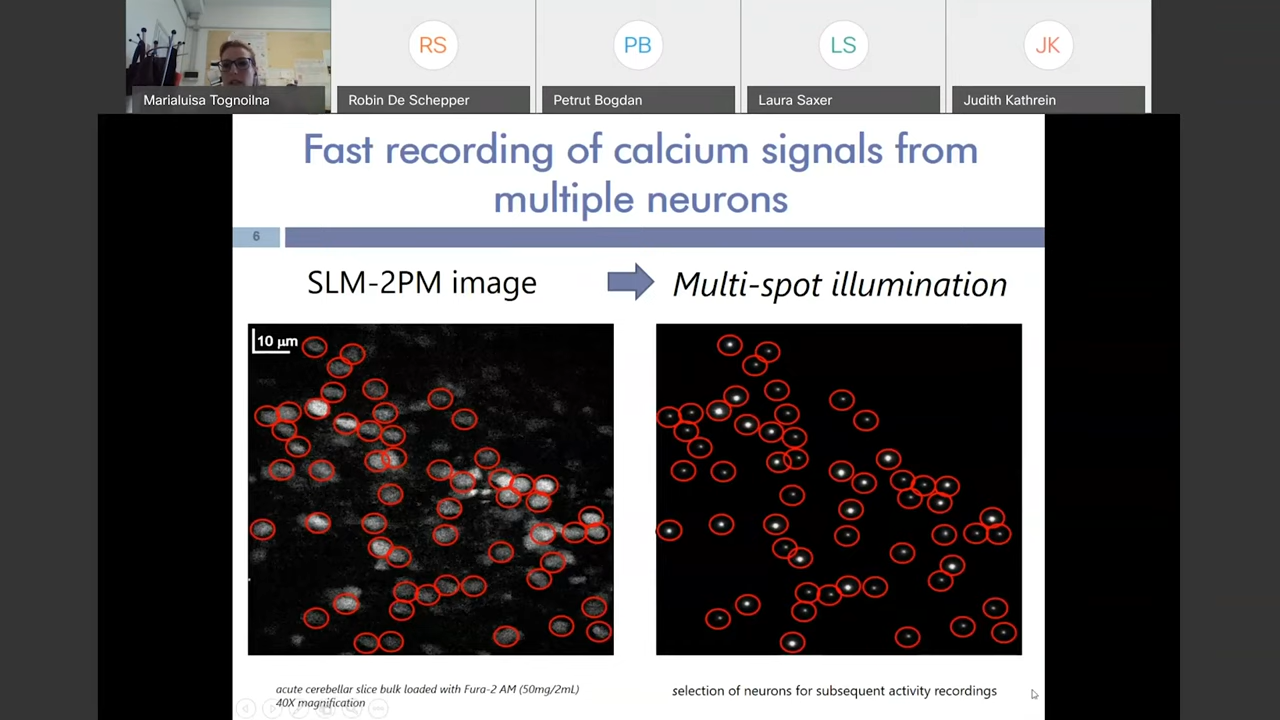 RS
PB
LS
JK
Marialuisa Tognoilna
Robin De Schepper
Petrut Bogdan
Laura Saxer
Judith Kathrein
Fast recording of calcium signals from
multiple neurons
6
SLM-2PM image
Multi-spot illumination
10 μm
acute cerebellar slice bulk loaded with Fura-2 AM (50mg/2mL)
40X magnification
selection of neurons for subsequent activity recordings